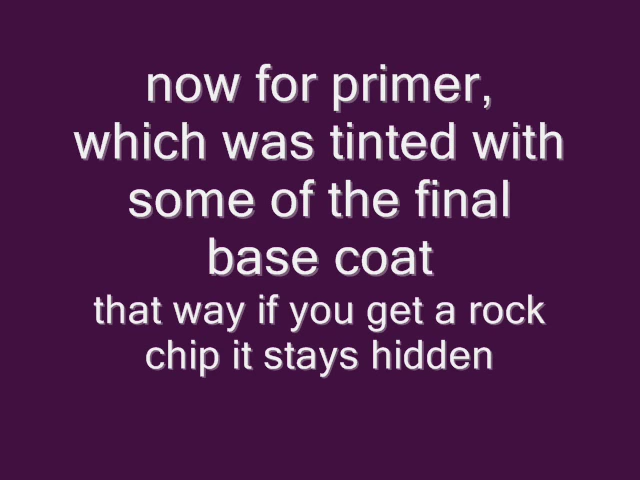 now for primer,
which was tinted with
some of the final
base coat
that way if you get a rock
chip it stays hidden